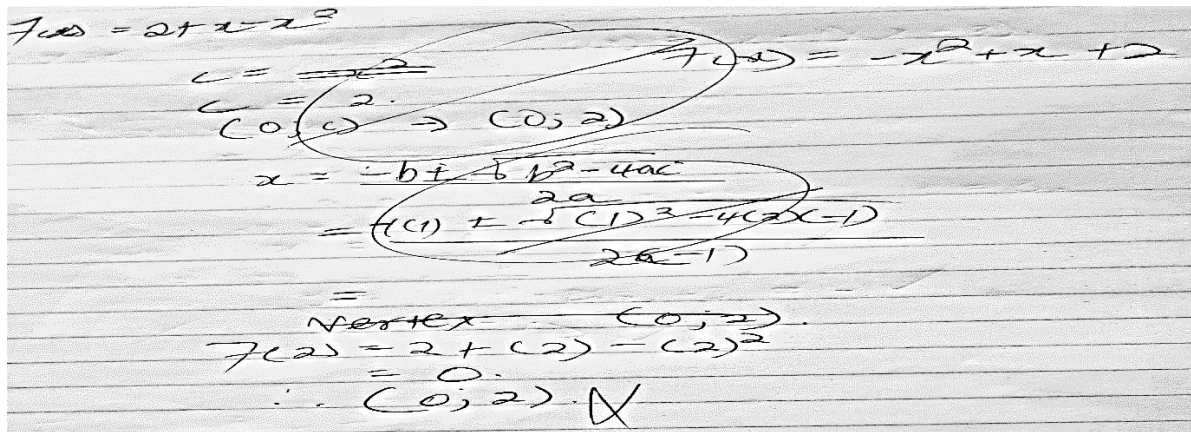 f(x) = 2+x-x²
f(x) = -x²+x+2
c = x²
c = 2.
(0; c) → (0; 2)
x = -b ± √b²-4ac
2a
= -(1) ± √(1)²-4(2)(-1)
2(-1)
=
vertex (0; 2).
f(2) = 2+(2)-(2)²
= 0.
∴ (0; 2).